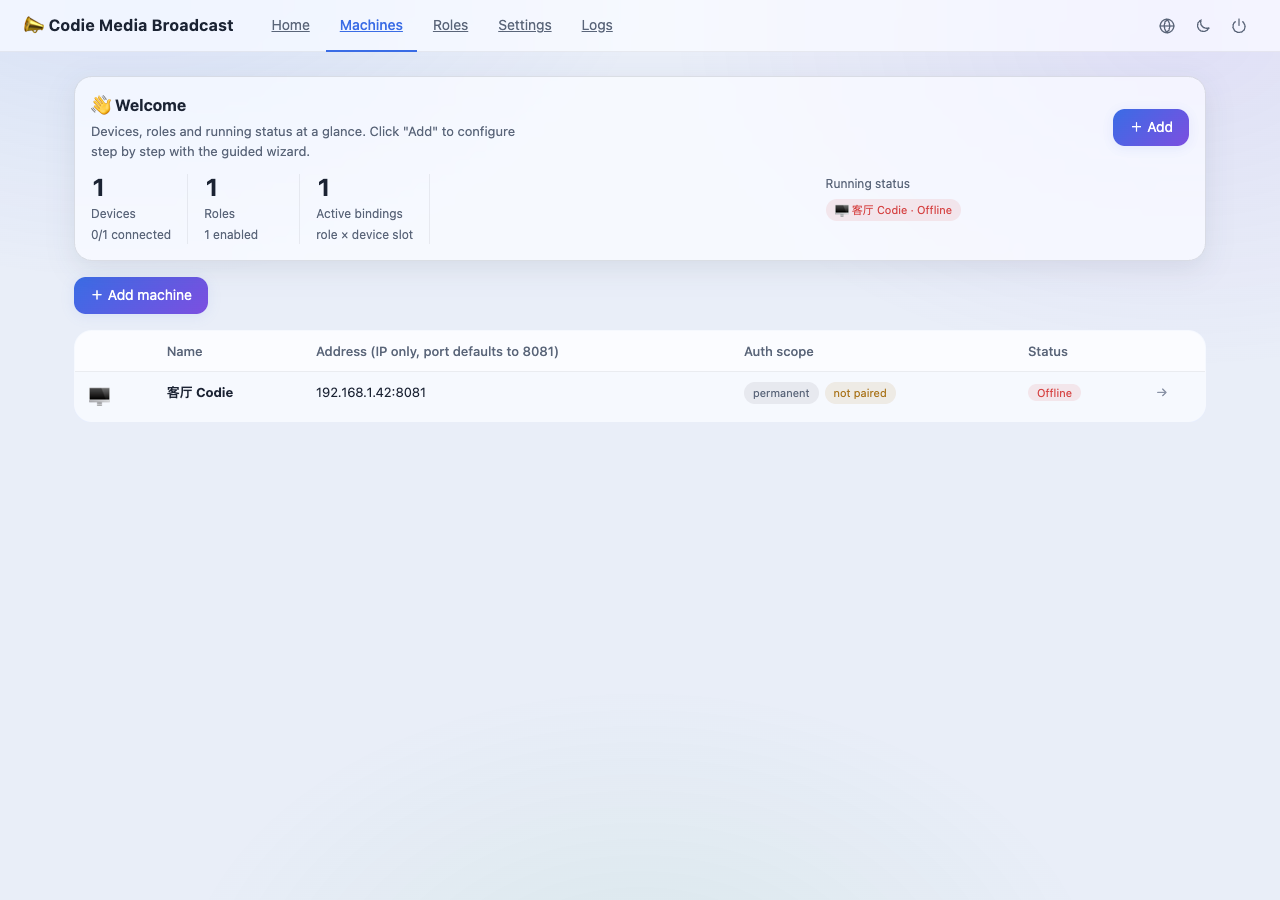 Codie Media Broadcast
Home
Machines
Roles
Settings
Logs
Welcome
Devices, roles and running status at a glance. Click "Add" to configure
step by step with the guided wizard.
+ Add
1
Devices
0/1 connected
1
Roles
1 enabled
1
Active bindings
role × device slot
Running status
客厅 Codie · Offline
+ Add machine
Name
Address (IP only, port defaults to 8081)
Auth scope
Status
客厅 Codie
192.168.1.42:8081
permanent
not paired
Offline
→